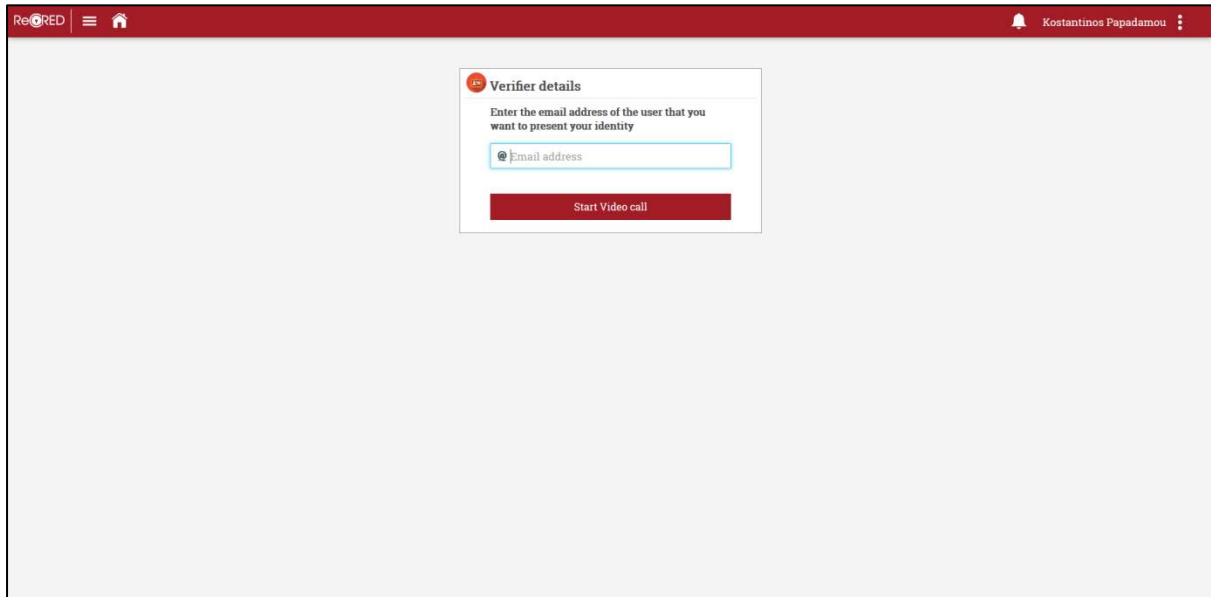 ReCRED
Kostantinos Papadamou
Verifier details
Enter the email address of the user that you
want to present your identity
@ Email address
Start Video call